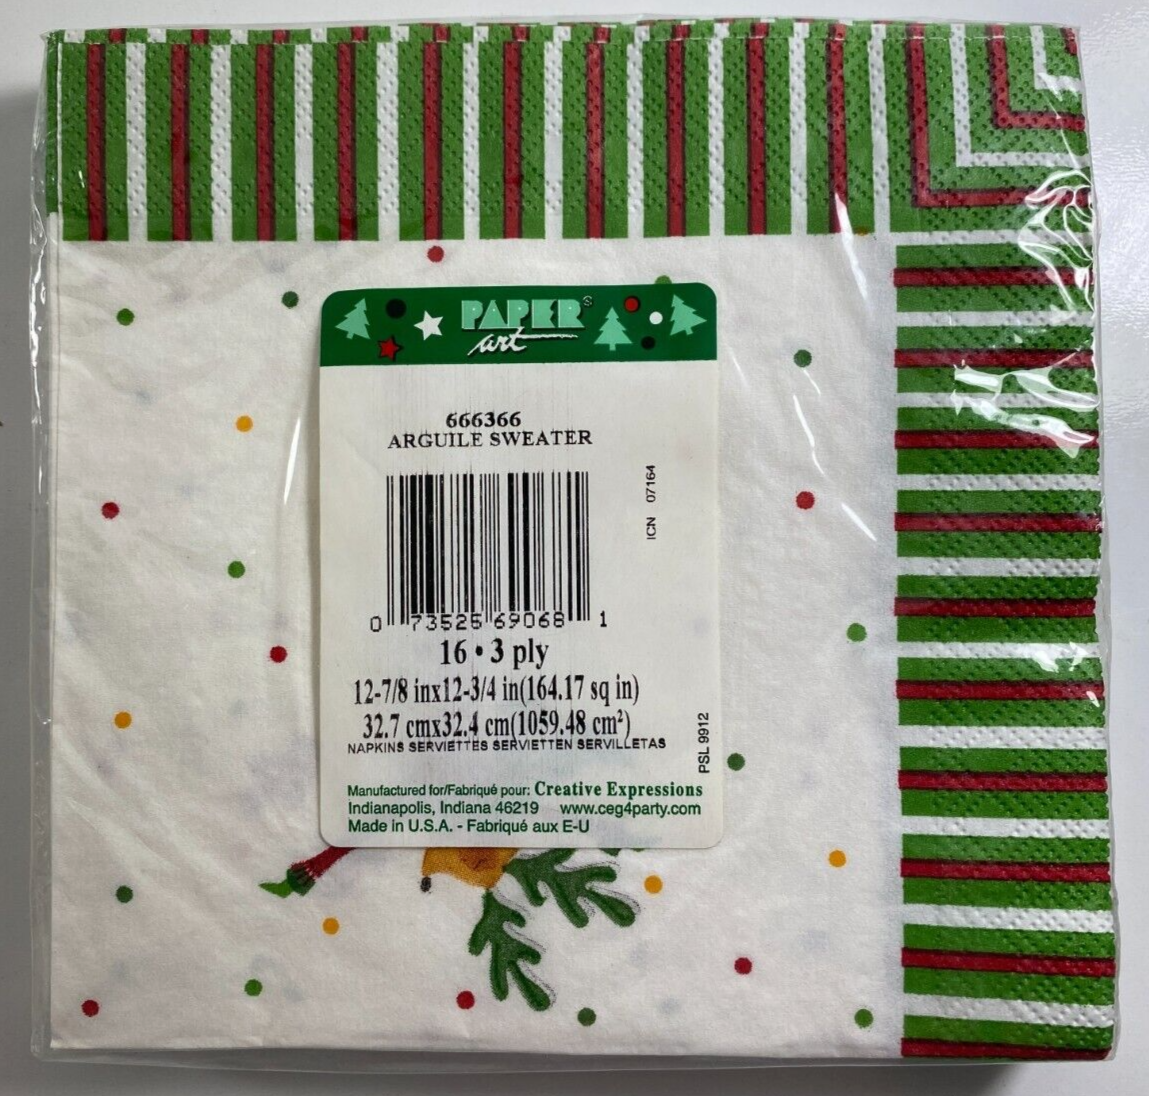 PAPER®
art
666366
ARGUILE SWEATER
ICN 07164
0 73525 69068 1
16 • 3 ply
12-7/8 inx12-3/4 in(164.17 sq in)
32.7 cmx32.4 cm(1059.48 cm²)
NAPKINS SERVIETTES SERVIETTEN SERVILLETAS
PSL 9912
Manufactured for/Fabriqué pour: Creative Expressions
Indianapolis, Indiana 46219 www.ceg4party.com
Made in U.S.A. - Fabriqué aux E-U